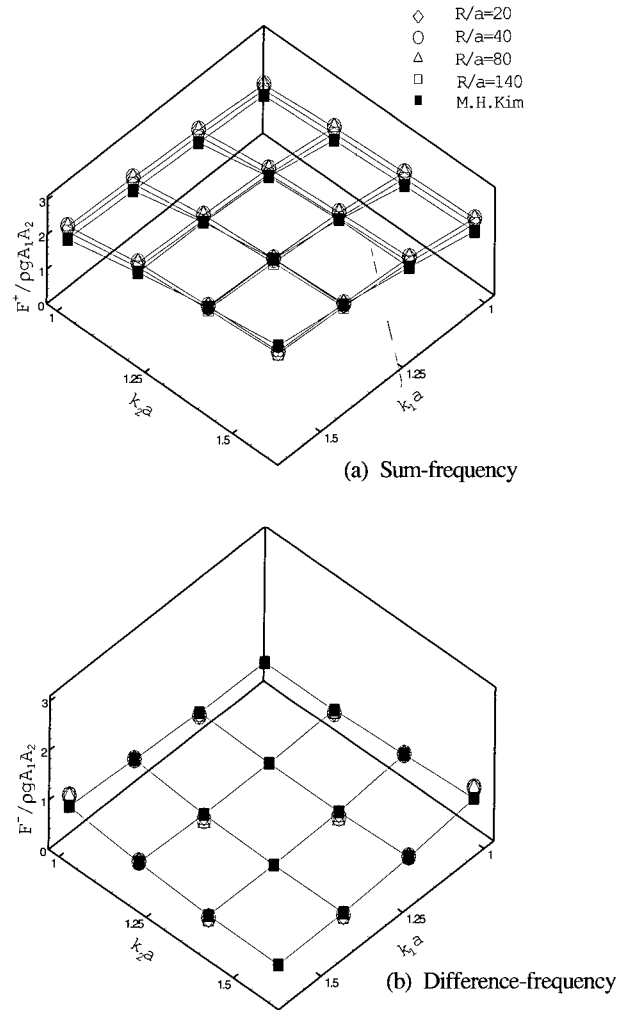 R/a=20
R/a=40
R/a=80
R/a=140
M.H.Kim
3
2
1
0
F⁺/ρgA₁A₂
1
1.25
1.5
k₂a
1
1.25
1.5
k₁a
(a) Sum-frequency
3
2
1
0
F⁻/ρgA₁A₂
1
1.25
1.5
k₂a
1
1.25
1.5
k₁a
(b) Difference-frequency